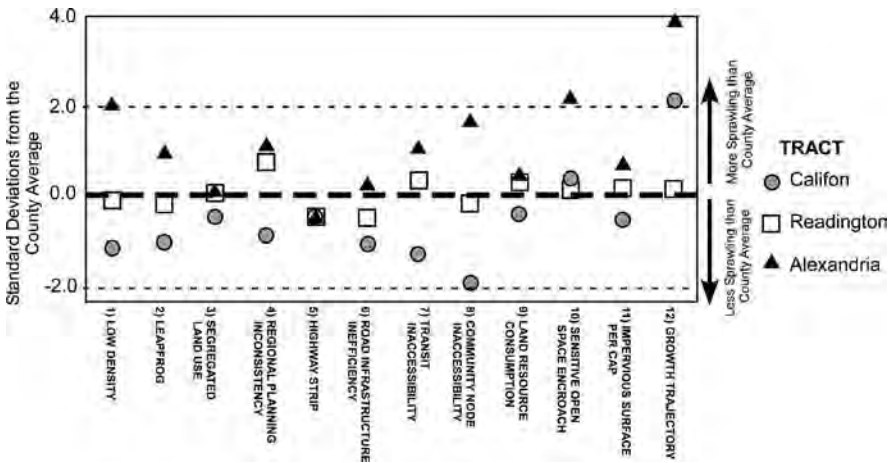 4.0
2.0
0.0
-2.0
Standard Deviations from the
County Average
1) LOW DENSITY
2) LEAPFROG
3) SEGREGATED
LAND USE
4) REGIONAL PLANNING
INCONSISTENCY
5) HIGHWAY STRIP
6) ROAD INFRASTRUCTURE
INEFFICIENCY
7) TRANSIT
INACCESSIBILITY
8) COMMUNITY NODE
INACCESSIBILITY
9) LAND RESOURCE
CONSUMPTION
10) SENSITIVE OPEN
SPACE ENCROACH
11) IMPERVIOUS SURFACE
PER CAP
12) GROWTH TRAJECTORY
More Sprawling than
County Average
Less Sprawling than
County Average
TRACT
Califon
Readington
Alexandria